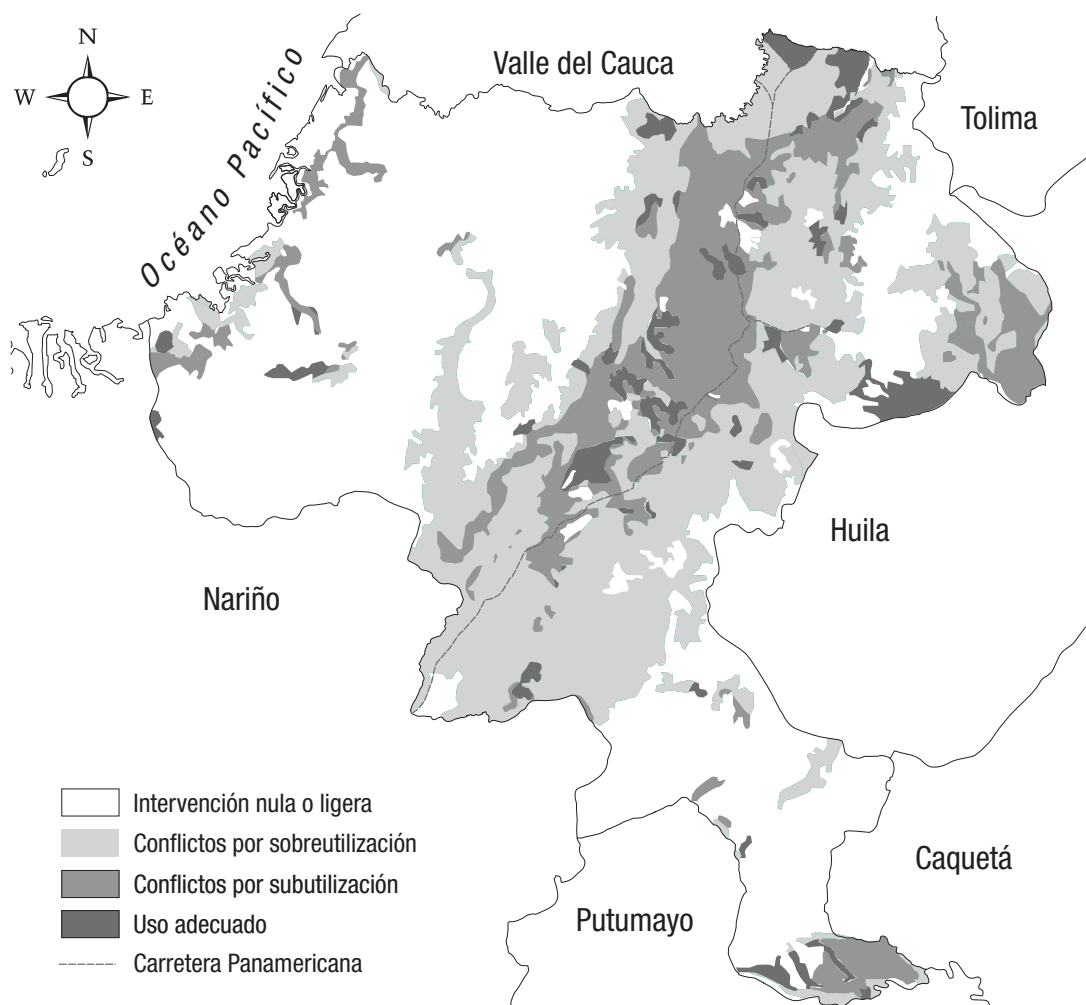 N
W E
S
Océano Pacífico
Valle del Cauca
Tolima
Huila
Nariño
Caquetá
Putumayo
Intervención nula o ligera
Conflictos por sobreutilización
Conflictos por subutilización
Uso adecuado
Carretera Panamericana